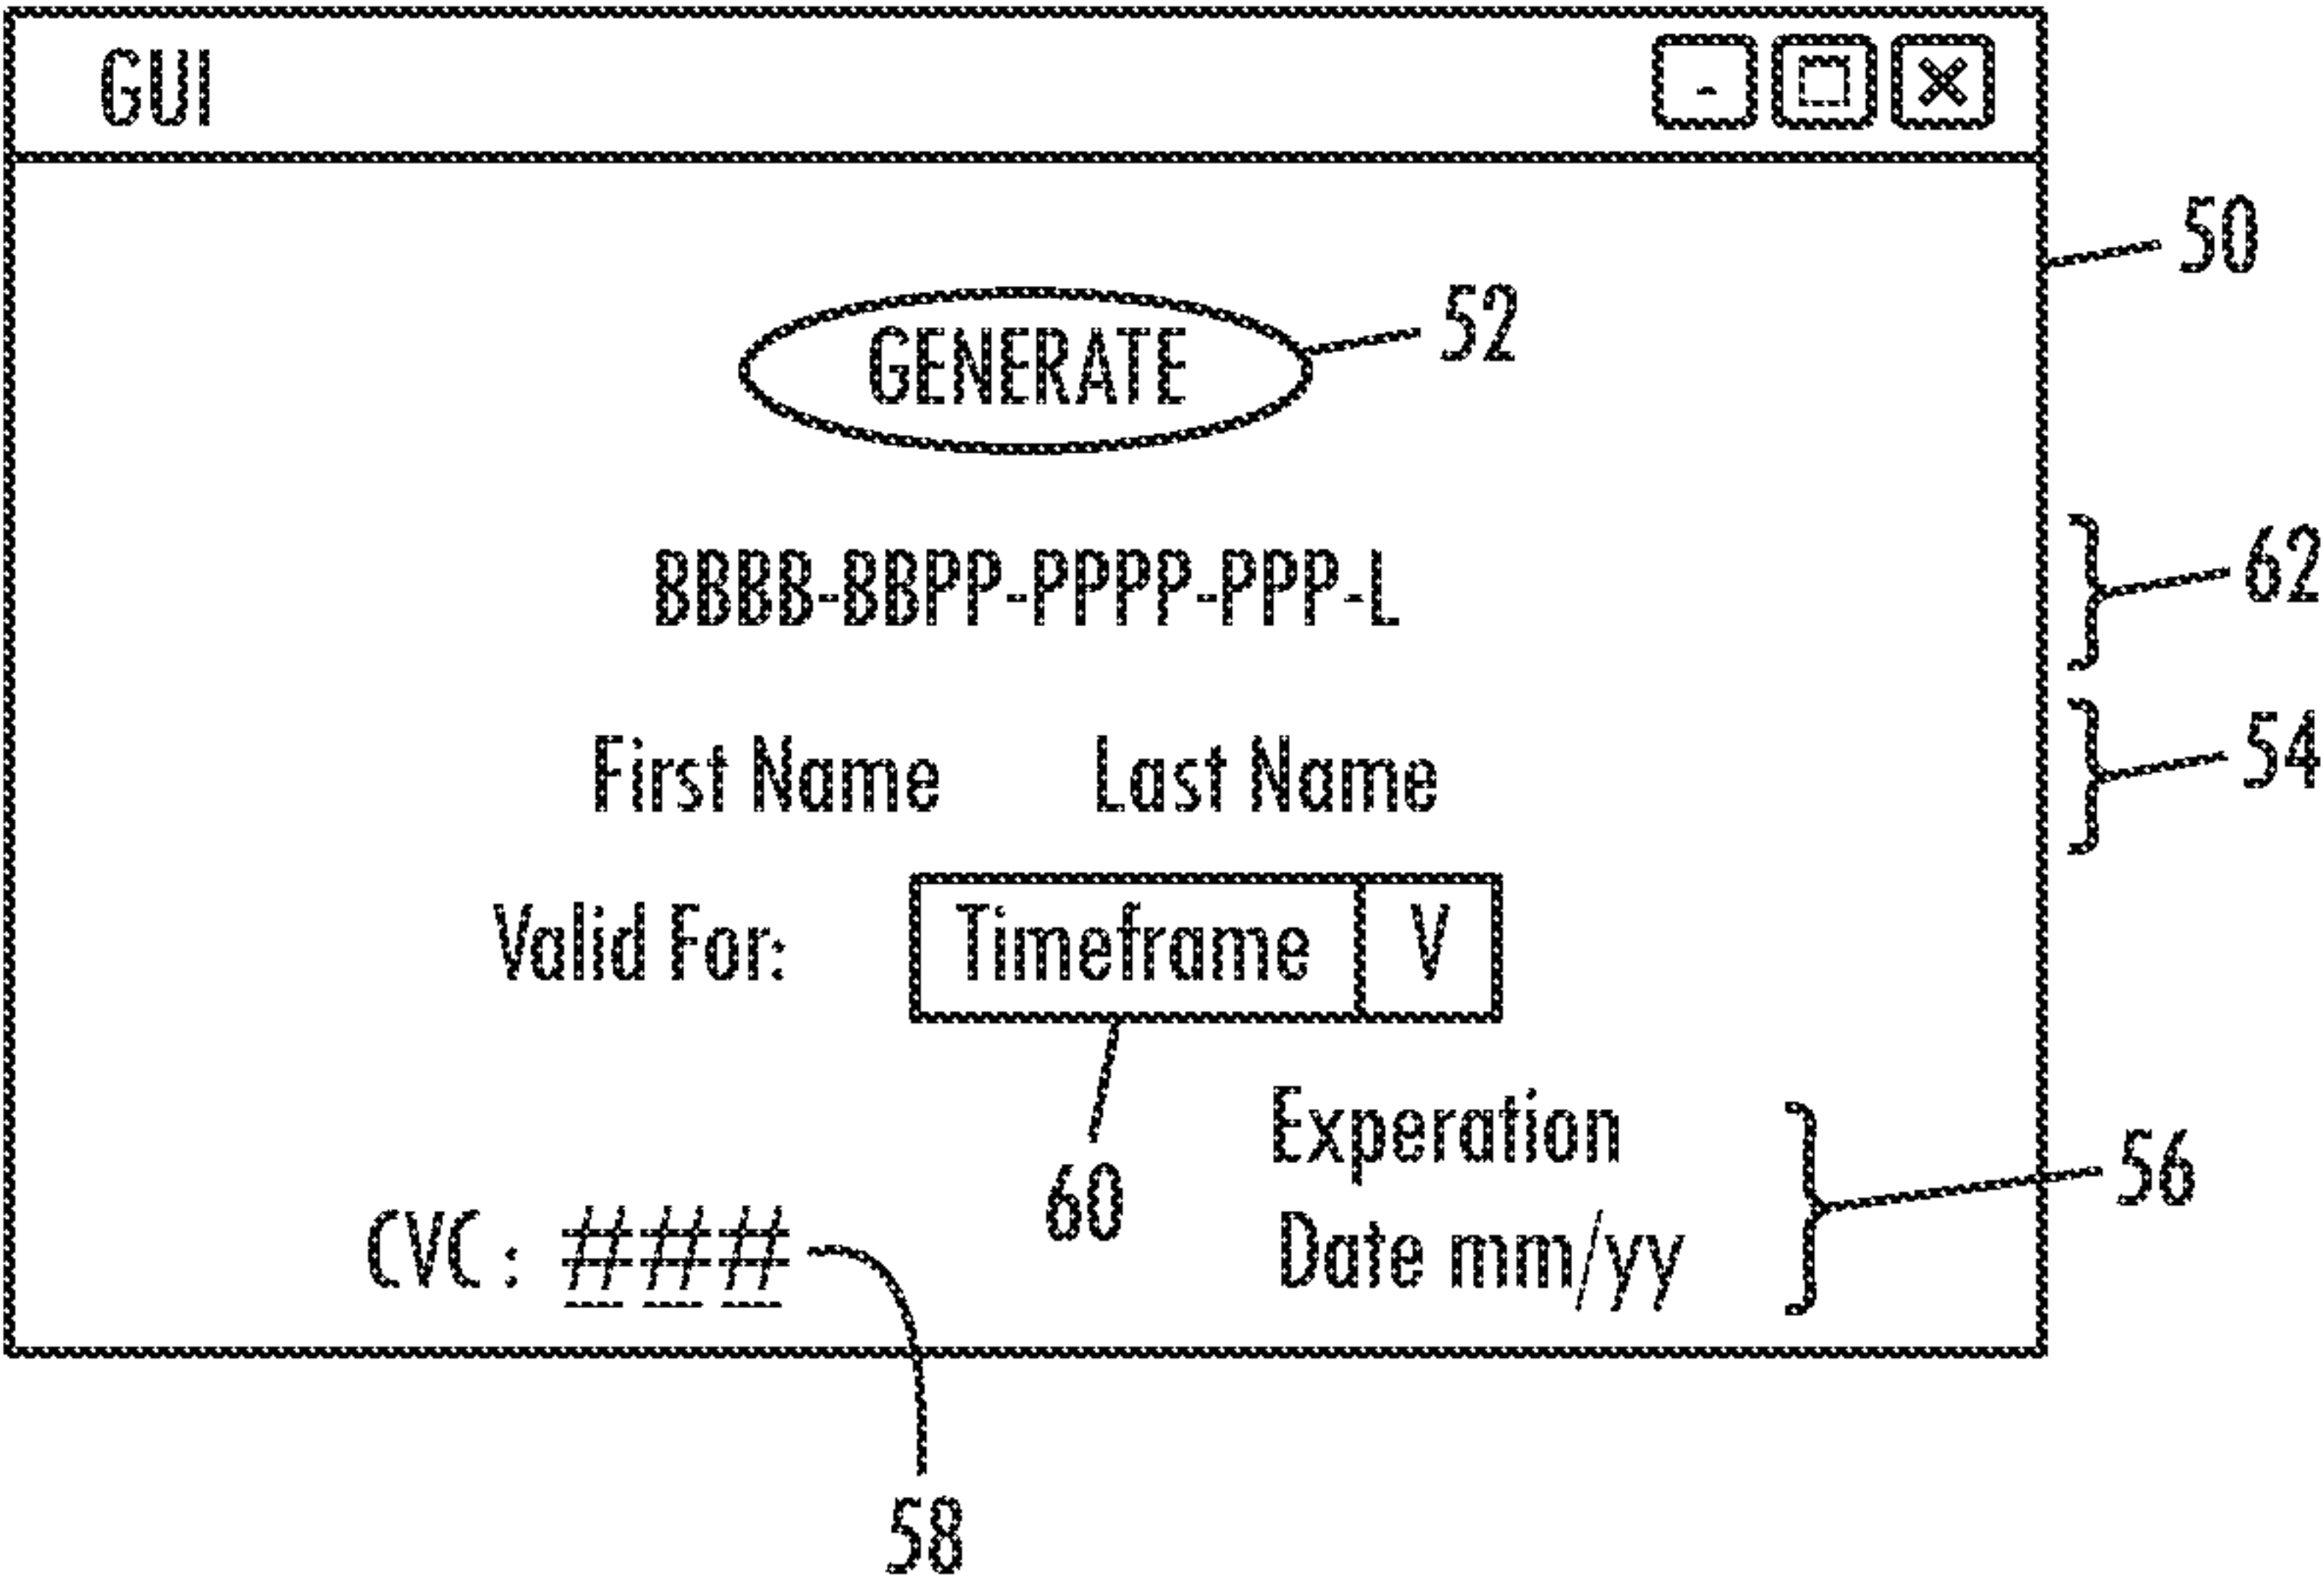 GUI - □ X
50
GENERATE 52
BBBB-BBPP-PPPP-PPP-L 62
First Name Last Name 54
Valid For: Timeframe V
60
Experation
56
CVC: ### Date mm/yy
58